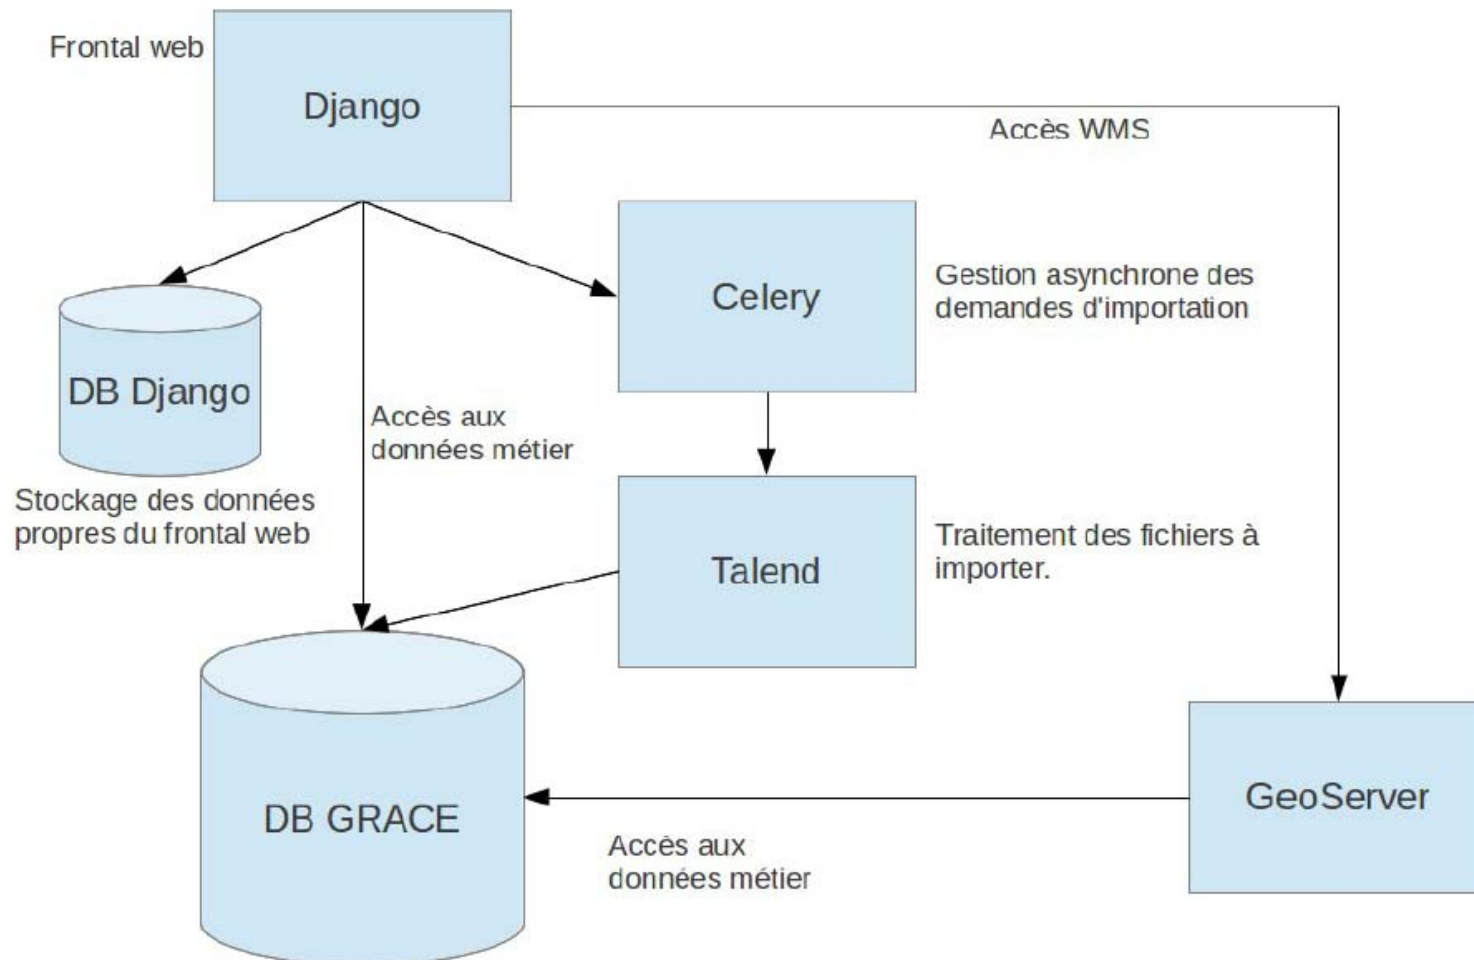 Frontal web
Django
Accès WMS
Celery
Gestion asynchrone des
demandes d'importation
DB Django
Accès aux
données métier
Stockage des données
propres du frontal web
Talend
Traitement des fichiers à
importer.
DB GRACE
GeoServer
Accès aux
données métier